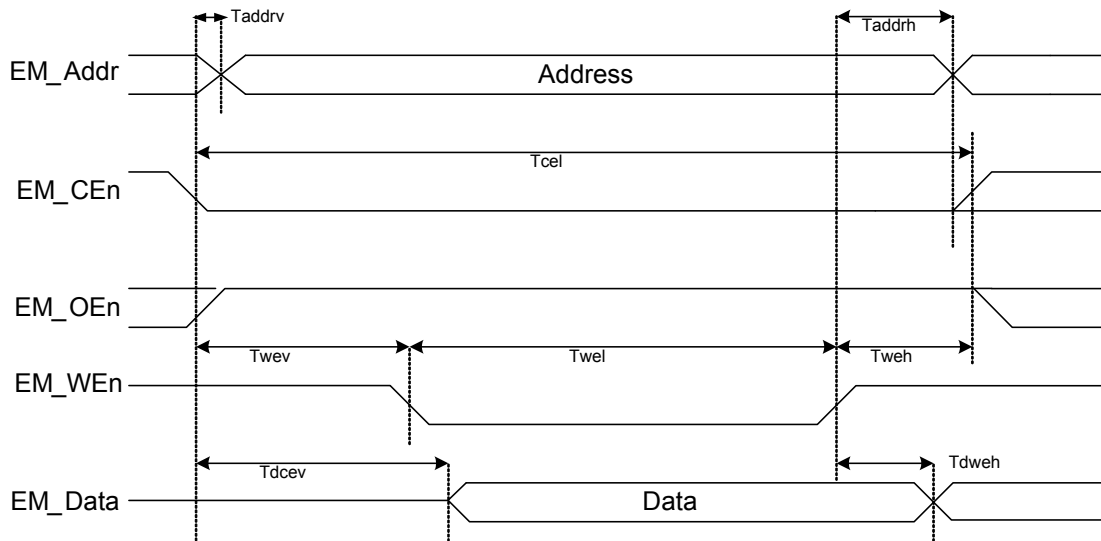 Taddrv
Taddrh
EM_Addr
Address
Tcel
EM_CEn
EM_OEn
Twev
Twel
Tweh
EM_WEn
Tdcev
Tdweh
EM_Data
Data